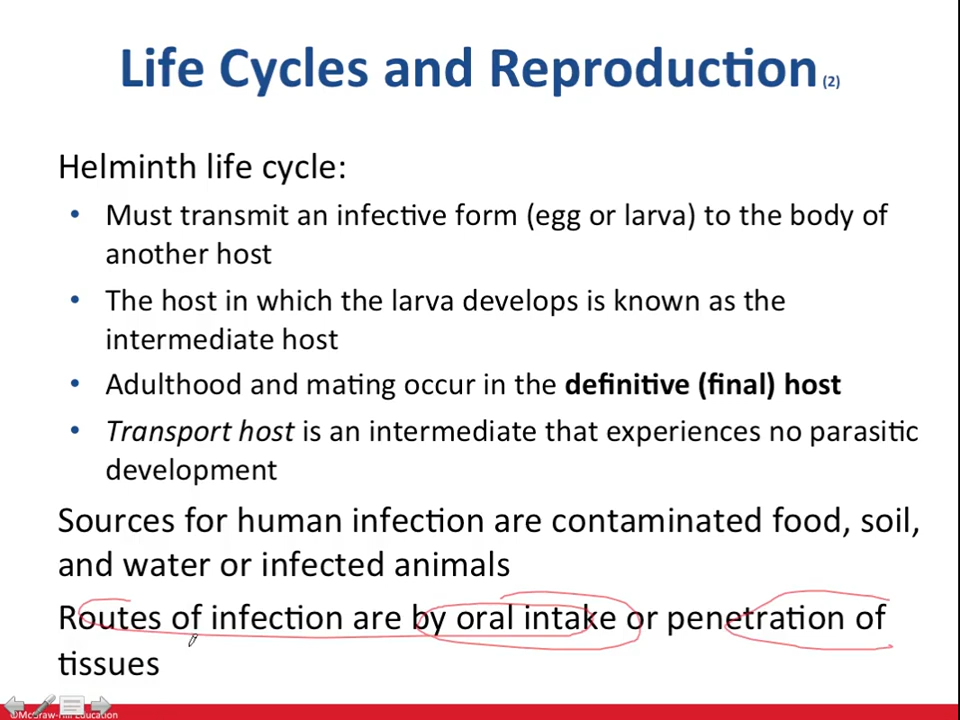 Life Cycles and Reproduction (2)
Helminth life cycle:
• Must transmit an infective form (egg or larva) to the body of
another host
• The host in which the larva develops is known as the
intermediate host
• Adulthood and mating occur in the definitive (final) host
• Transport host is an intermediate that experiences no parasitic
development
Sources for human infection are contaminated food, soil,
and water or infected animals
Routes of infection are by oral intake or penetration of
tissues
©McGraw-Hill Education